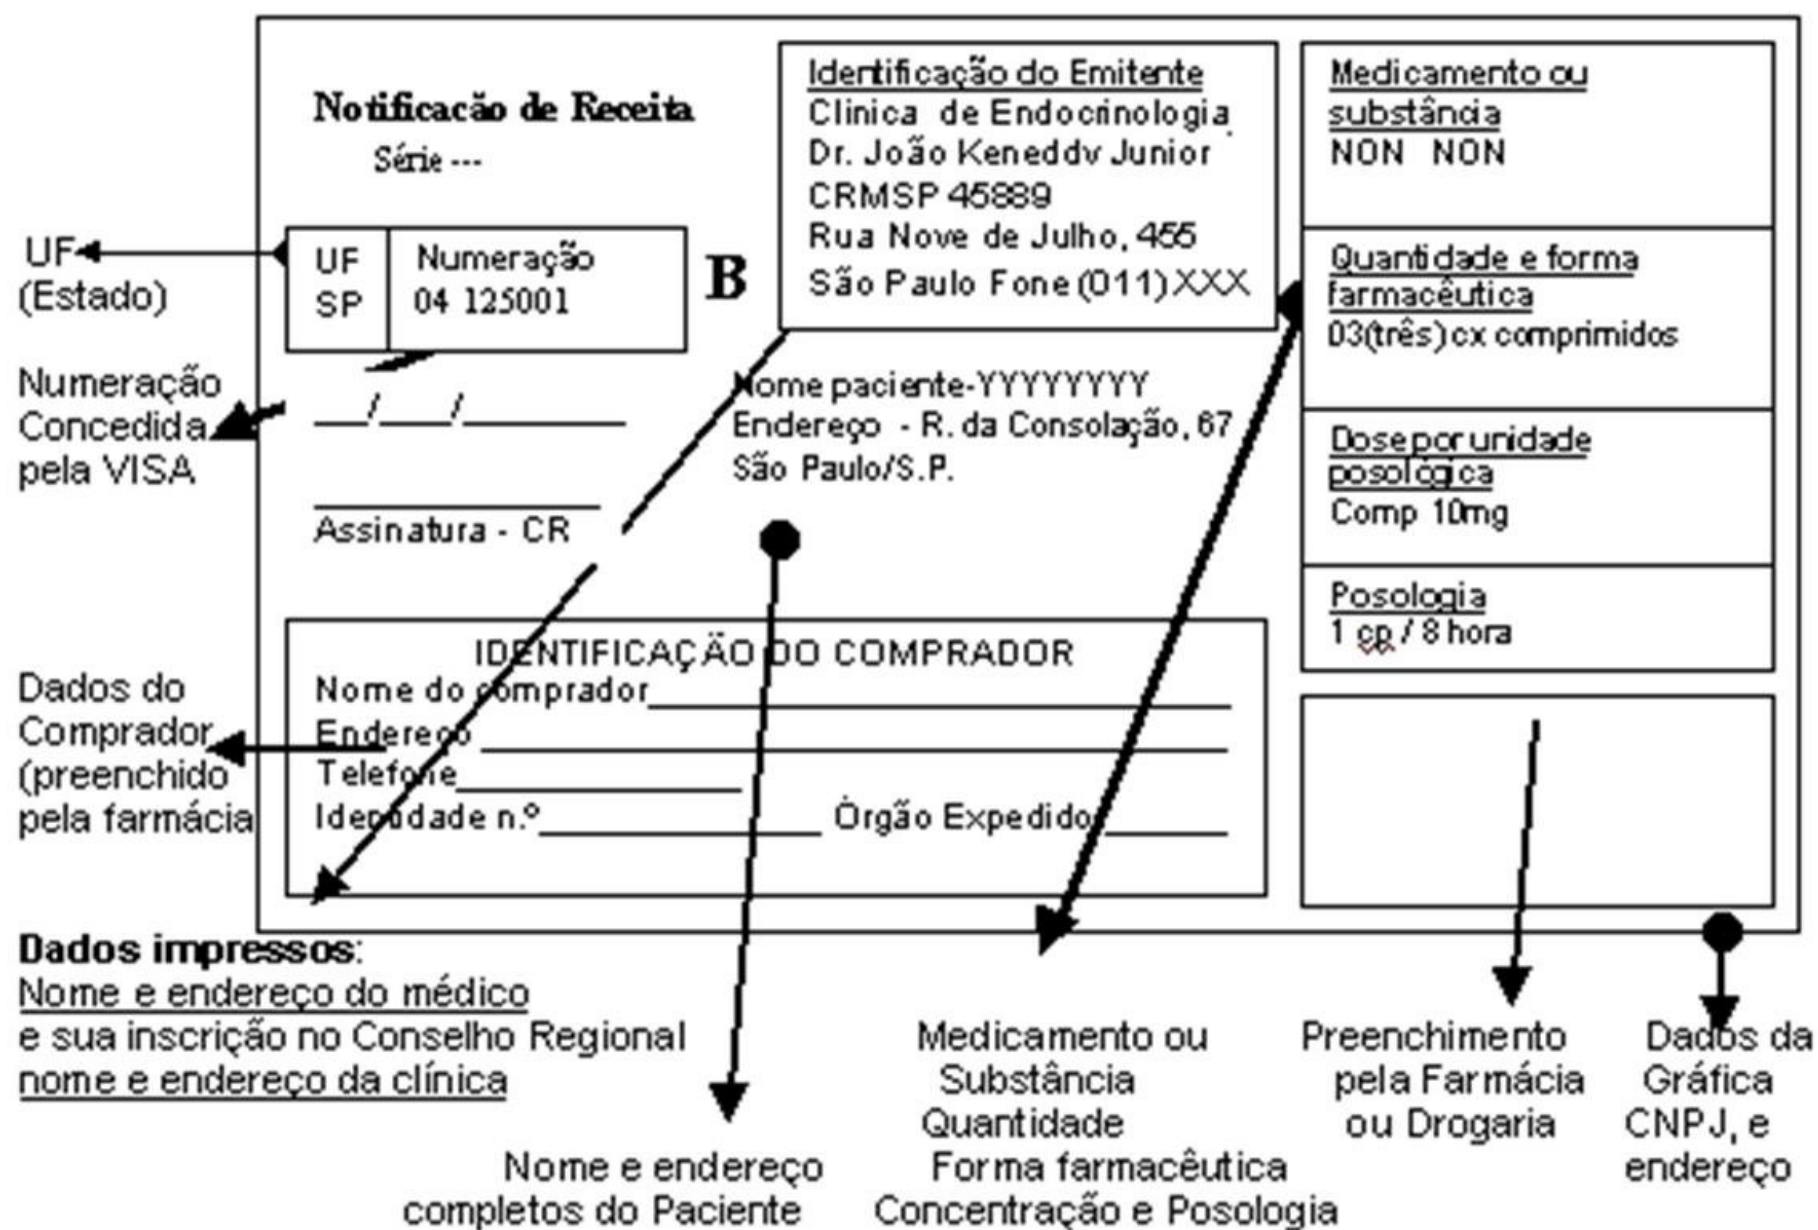 Notificacão de Receita
Série ---
UF
SP
Numeração
04 125001
B
Identificação do Emitente
Clinica de Endocrinologia
Dr. João Keneddv Junior
CRMSP 45889
Rua Nove de Julho, 455
São Paulo Fone (011) XXX
Medicamento ou
substância
NON NON
Quantidade e forma
farmacêutica
03(três) cx comprimidos
Dose por unidade
posológica
Comp 10mg
Posologia
1 cp / 8 hora
UF
(Estado)
Numeração
Concedida
pela VISA
___/___/______
Assinatura - CR
Nome paciente-YYYYYYYY
Endereço - R. da Consolação, 67
São Paulo/S.P.
IDENTIFICAÇÃO DO COMPRADOR
Nome do comprador
Endereço
Telefone
Identidade n.º Órgão Expedidor
Dados do
Comprador
(preenchido
pela farmácia
Dados impressos:
Nome e endereço do médico
e sua inscrição no Conselho Regional
nome e endereço da clínica
Nome e endereço
completos do Paciente
Medicamento ou
Substância
Quantidade
Forma farmacêutica
Concentração e Posologia
Preenchimento
pela Farmácia
ou Drogaria
Dados da
Gráfica
CNPJ, e
endereço